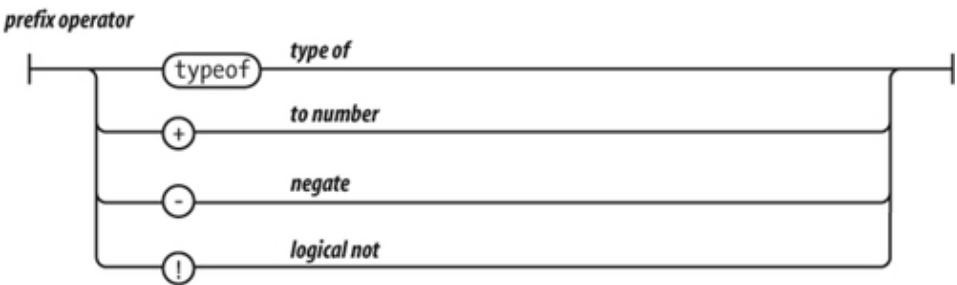 prefix operator
typeof type of
+ to number
- negate
! logical not